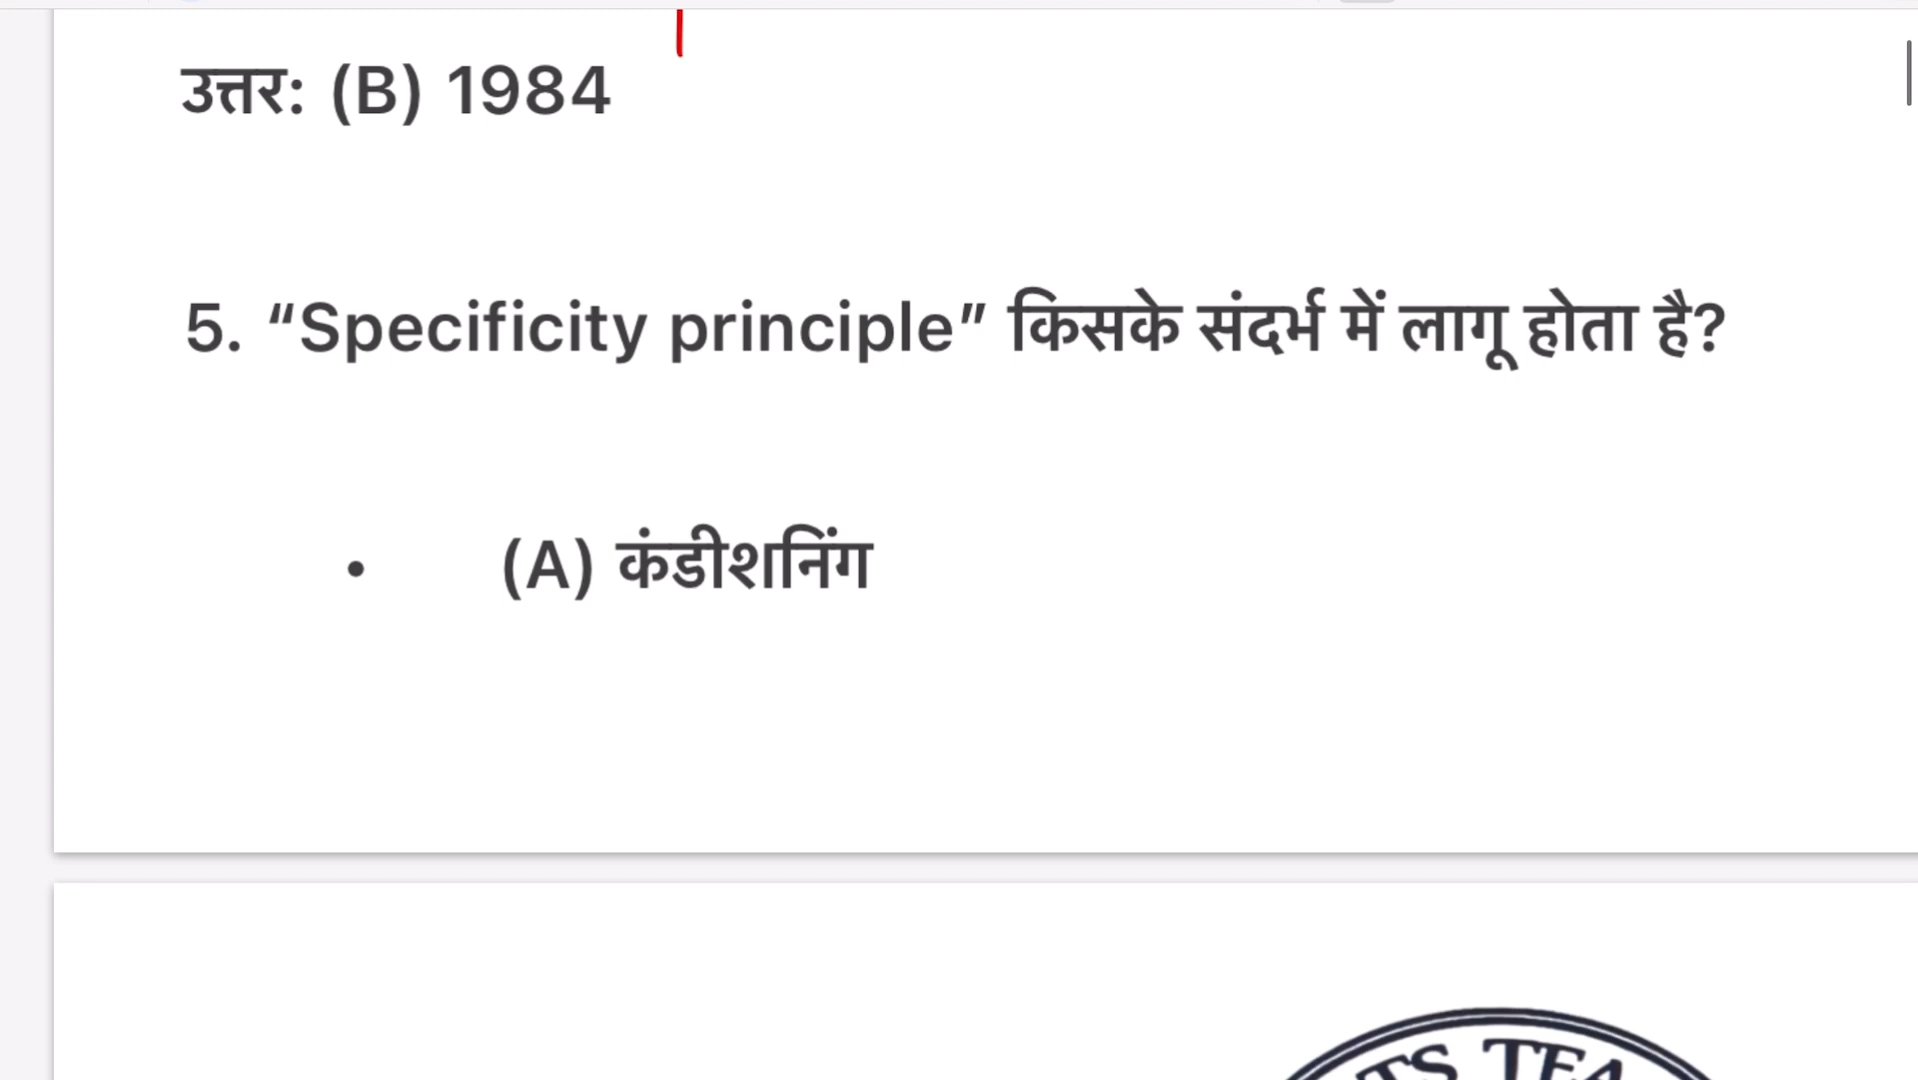 उत्तर: (B) 1984
5. “Specificity principle” किसके संदर्भ में लागू होता है?
• (A) कंडीशनिंग